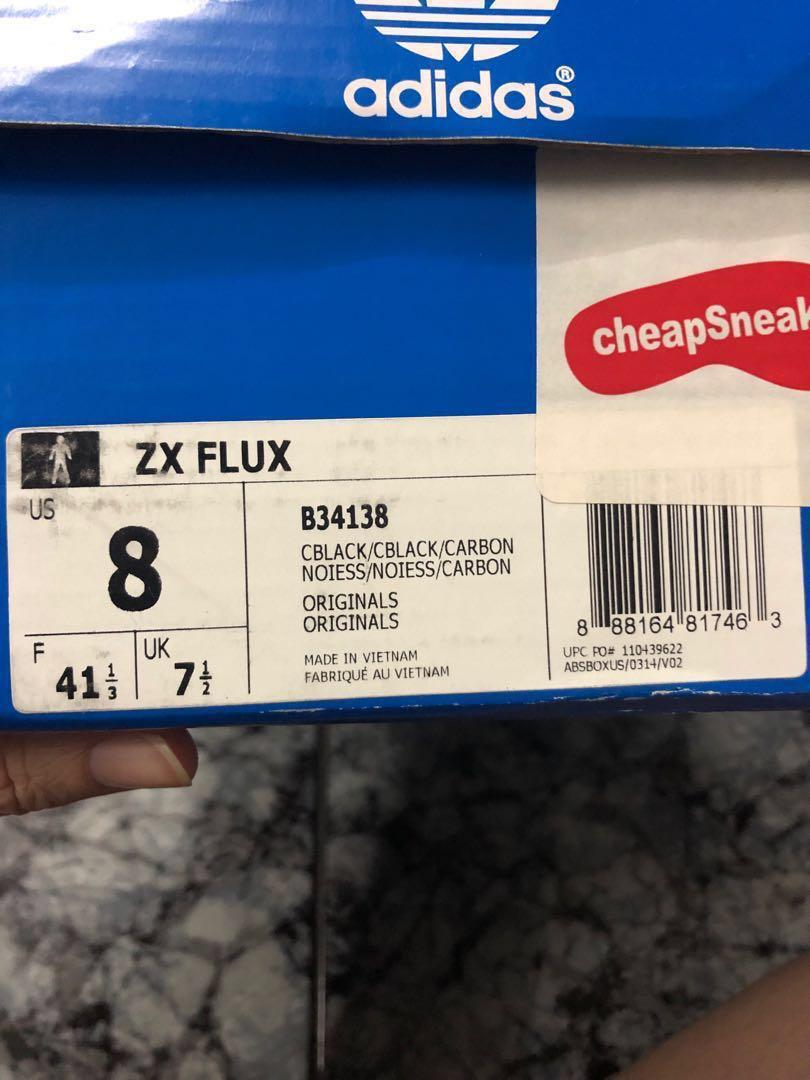 adidas®
cheapSneak
ZX FLUX
US
8
B34138
CBLACK/CBLACK/CARBON
NOIESS/NOIESS/CARBON
ORIGINALS
ORIGINALS
F
41 1/3
UK
7 1/2
MADE IN VIETNAM
FABRIQUÉ AU VIETNAM
8 88164 81746 3
UPC PO# 110439622
ABSBOXUS/0314/V02